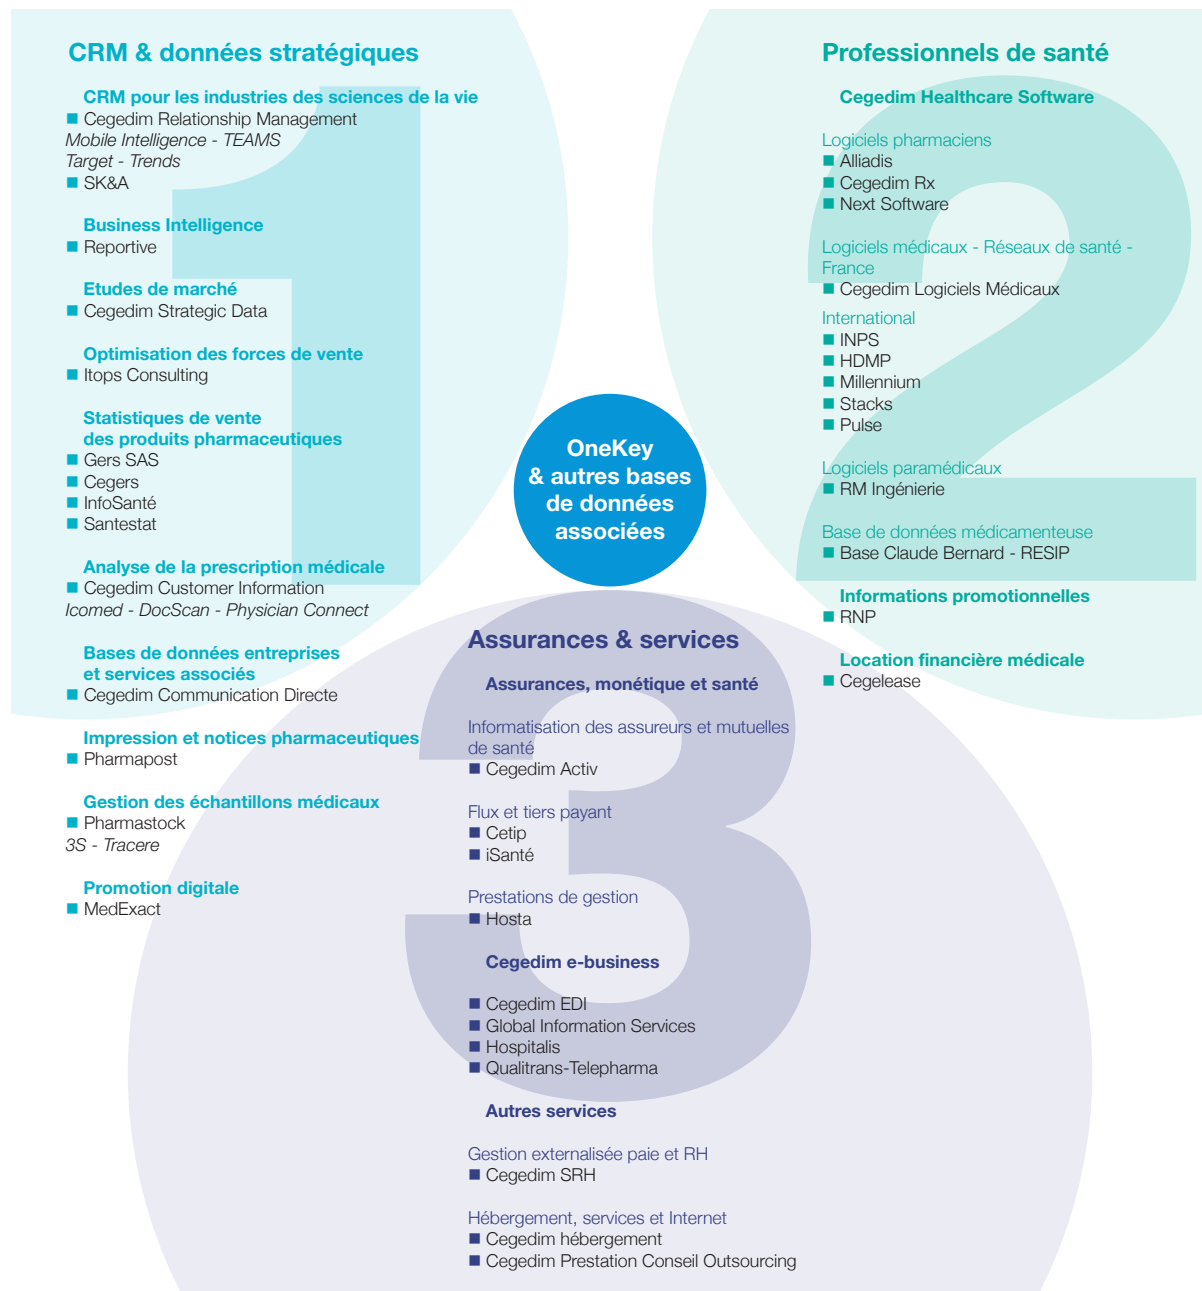 CRM & données stratégiques
CRM pour les industries des sciences de la vie
Cegedim Relationship Management
Mobile Intelligence - TEAMS
Target - Trends
SK&A
Business Intelligence
Reportive
Etudes de marché
Cegedim Strategic Data
Optimisation des forces de vente
Itops Consulting
Statistiques de vente
des produits pharmaceutiques
Gers SAS
Cegers
InfoSanté
Santestat
Analyse de la prescription médicale
Cegedim Customer Information
Icomed - DocScan - Physician Connect
Bases de données entreprises
et services associés
Cegedim Communication Directe
Impression et notices pharmaceutiques
Pharmapost
Gestion des échantillons médicaux
Pharmastock
3S - Tracere
Promotion digitale
MedExact
1
OneKey
& autres bases
de données
associées
Professionnels de santé
Cegedim Healthcare Software
Logiciels pharmaciens
Alliadis
Cegedim Rx
Next Software
Logiciels médicaux - Réseaux de santé -
France
Cegedim Logiciels Médicaux
International
INPS
HDMP
Millennium
Stacks
Pulse
Logiciels paramédicaux
RM Ingénierie
Base de données médicamenteuse
Base Claude Bernard - RESIP
Informations promotionnelles
RNP
Location financière médicale
Cegelease
2
Assurances & services
Assurances, monétique et santé
Informatisation des assureurs et mutuelles
de santé
Cegedim Activ
Flux et tiers payant
Cetip
iSanté
Prestations de gestion
Hosta
Cegedim e-business
Cegedim EDI
Global Information Services
Hospitalis
Qualitrans-Telepharma
Autres services
Gestion externalisée paie et RH
Cegedim SRH
Hébergement, services et Internet
Cegedim hébergement
Cegedim Prestation Conseil Outsourcing
3